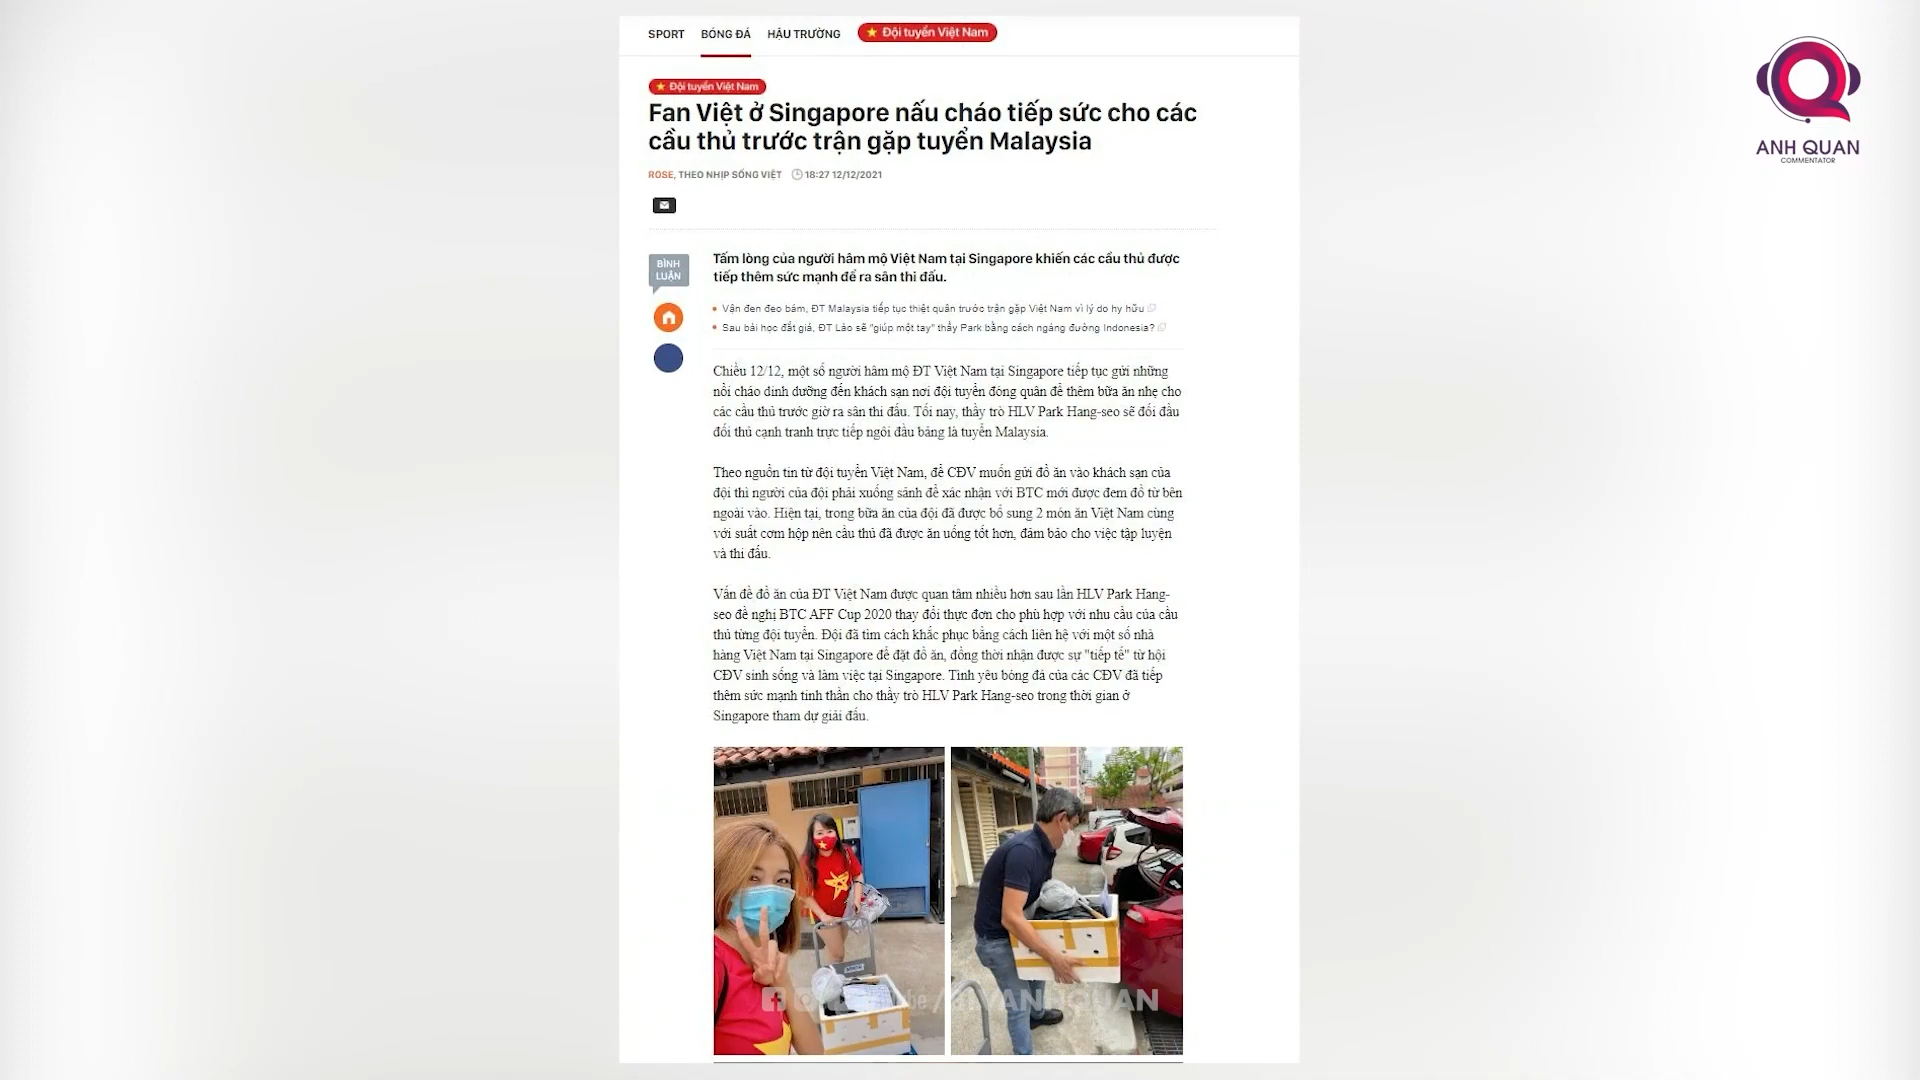 SPORT BÓNG ĐÁ HẬU TRƯỜNG Đội tuyển Việt Nam
ANH QUAN
COMMENTATOR
Đội tuyển Việt Nam
Fan Việt ở Singapore nấu cháo tiếp sức cho các
cầu thủ trước trận gặp tuyển Malaysia
ROSE, THEO NHỊP SỐNG VIỆT 18:27 12/12/2021
BÌNH
LUẬN
Tấm lòng của người hâm mộ Việt Nam tại Singapore khiến các cầu thủ được
tiếp thêm sức mạnh để ra sân thi đấu.
Vận đen đeo bám, ĐT Malaysia tiếp tục thiệt quân trước trận gặp Việt Nam vì lý do hy hữu
Sau bài học đắt giá, ĐT Lào sẽ "giúp một tay" thầy Park bằng cách ngáng đường Indonesia?
Chiều 12/12, một số người hâm mộ ĐT Việt Nam tại Singapore tiếp tục gửi những
nồi cháo dinh dưỡng đến khách sạn nơi đội tuyển đóng quân để thêm bữa ăn nhẹ cho
các cầu thủ trước giờ ra sân thi đấu. Tối nay, thầy trò HLV Park Hang-seo sẽ đối đầu
đối thủ cạnh tranh trực tiếp ngôi đầu bảng là tuyển Malaysia.
Theo nguồn tin từ đội tuyển Việt Nam, để CĐV muốn gửi đồ ăn vào khách sạn của
đội thì người của đội phải xuống sảnh để xác nhận với BTC mới được đem đồ từ bên
ngoài vào. Hiện tại, trong bữa ăn của đội đã được bổ sung 2 món ăn Việt Nam cùng
với suất cơm hộp nên cầu thủ đã được ăn uống tốt hơn, đảm bảo cho việc tập luyện
và thi đấu.
Vấn đề đồ ăn của ĐT Việt Nam được quan tâm nhiều hơn sau lần HLV Park Hang-
seo đề nghị BTC AFF Cup 2020 thay đổi thực đơn cho phù hợp với nhu cầu của cầu
thủ từng đội tuyển. Đội đã tìm cách khắc phục bằng cách liên hệ với một số nhà
hàng Việt Nam tại Singapore để đặt đồ ăn, đồng thời nhận được sự "tiếp tế" từ hội
CĐV sinh sống và làm việc tại Singapore. Tình yêu bóng đá của các CĐV đã tiếp
thêm sức mạnh tinh thần cho thầy trò HLV Park Hang-seo trong thời gian ở
Singapore tham dự giải đấu.